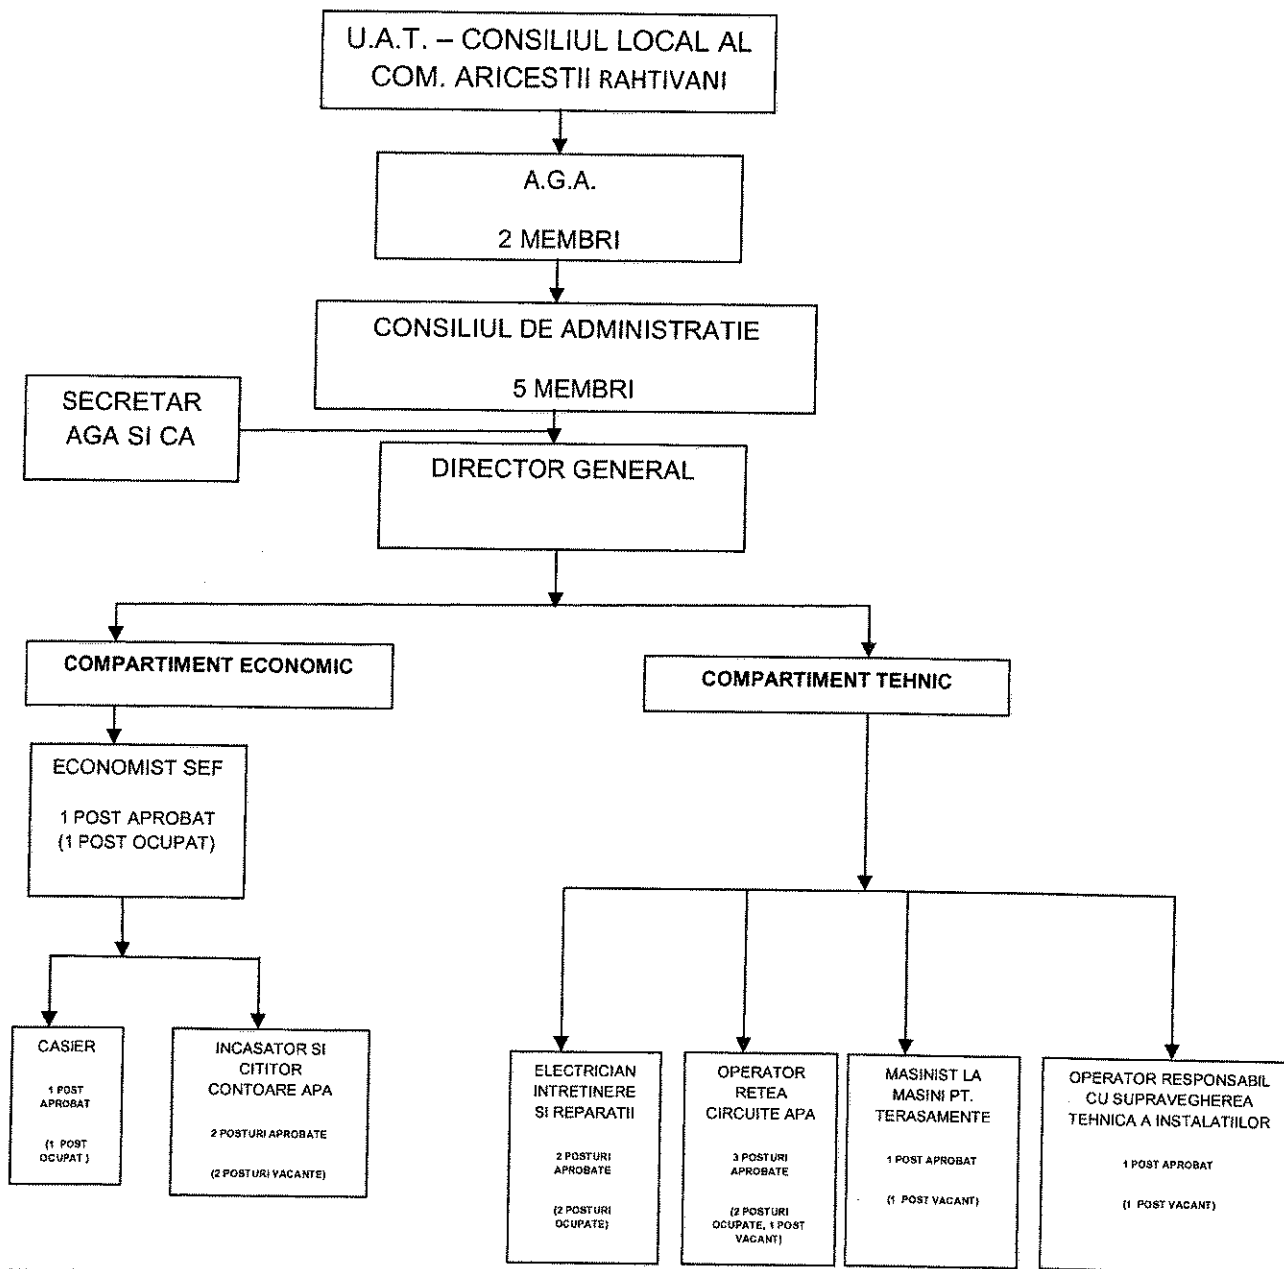 U.A.T. – CONSILIUL LOCAL AL
COM. ARICESTII RAHTIVANI
A.G.A.
2 MEMBRI
CONSILIUL DE ADMINISTRATIE
5 MEMBRI
SECRETAR
AGA SI CA
DIRECTOR GENERAL
COMPARTIMENT ECONOMIC
COMPARTIMENT TEHNIC
ECONOMIST SEF
1 POST APROBAT
(1 POST OCUPAT)
CASIER
1 POST
APROBAT
(1 POST
OCUPAT )
INCASATOR SI
CITITOR
CONTOARE APA
2 POSTURI APROBATE
(2 POSTURI VACANTE)
ELECTRICIAN
INTRETINERE
SI REPARATII
2 POSTURI
APROBATE
(2 POSTURI
OCUPATE)
OPERATOR
RETEA
CIRCUITE APA
3 POSTURI
APROBATE
(2 POSTURI
OCUPATE, 1 POST
VACANT)
MASINIST LA
MASINI PT.
TERASAMENTE
1 POST APROBAT
(1 POST VACANT)
OPERATOR RESPONSABIL
CU SUPRAVEGHEREA
TEHNICA A INSTALATIILOR
1 POST APROBAT
(1 POST VACANT)